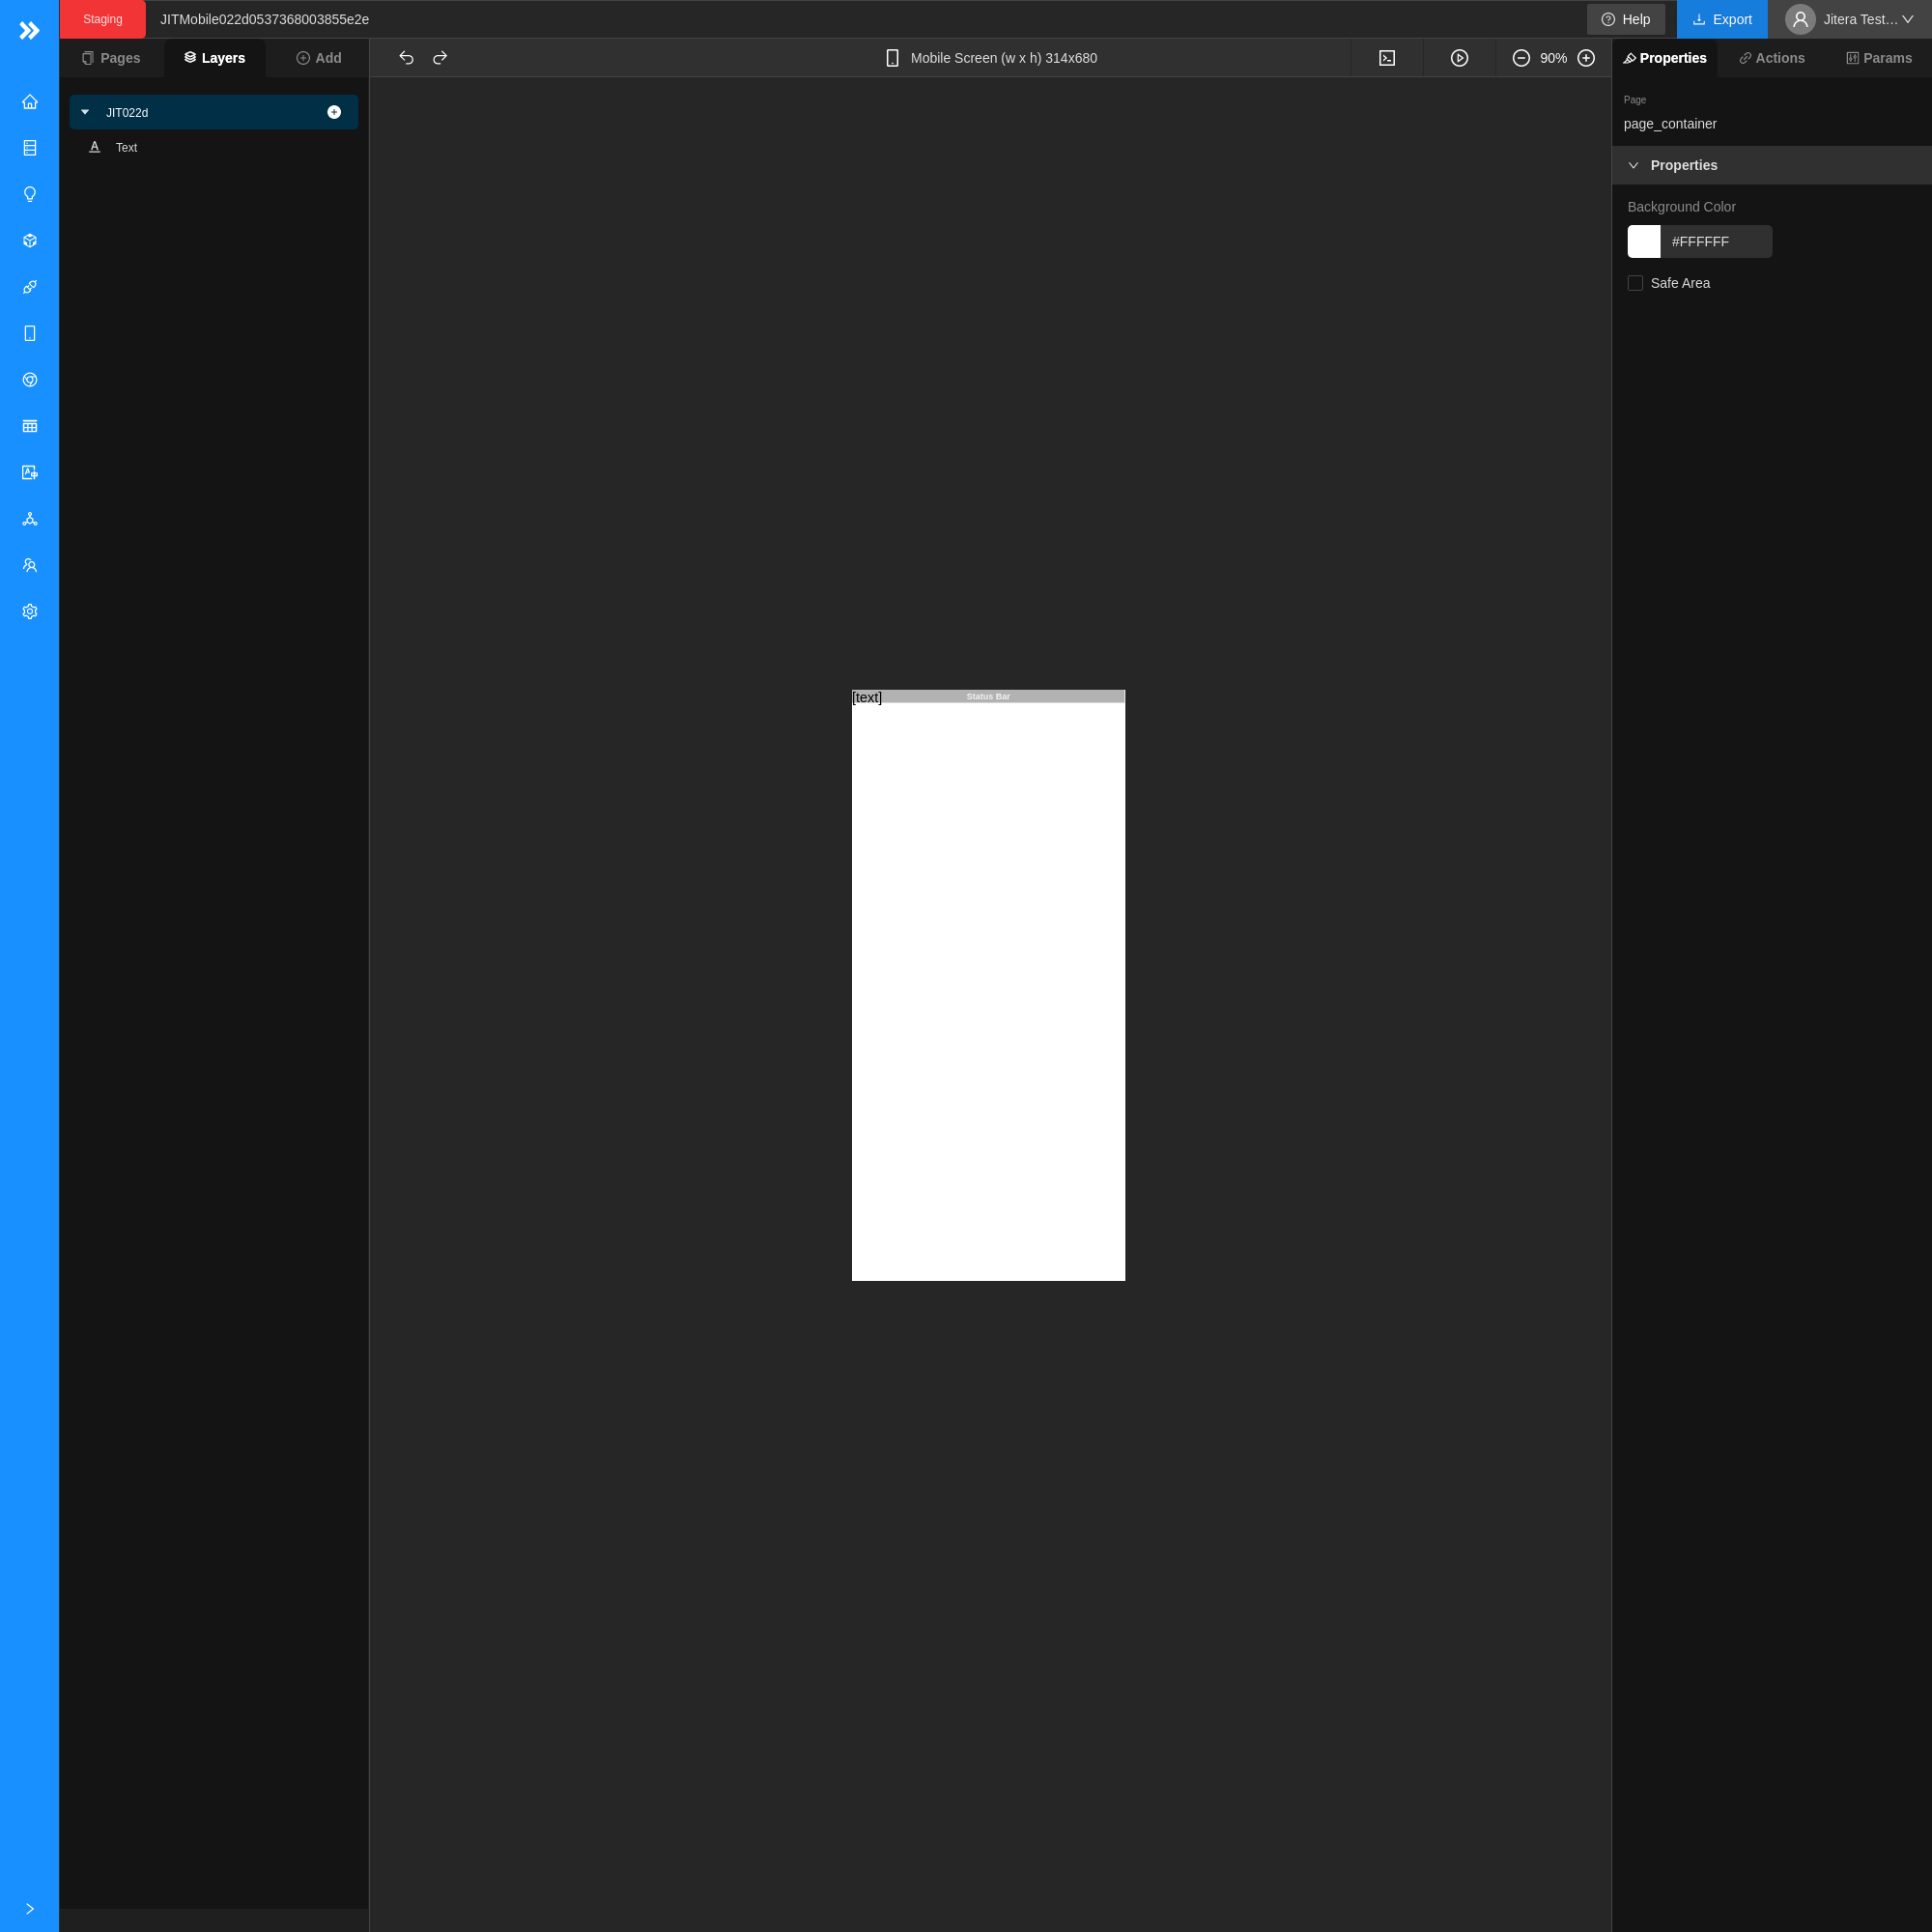 Staging
JITMobile022d0537368003855e2e
Help
Export
Jitera Test…
Pages
Layers
Add
Mobile Screen (w x h) 314x680
90%
Properties
Actions
Params
JIT022d
Text
Page
page_container
Properties
Background Color
#FFFFFF
Safe Area
[text]
Status Bar